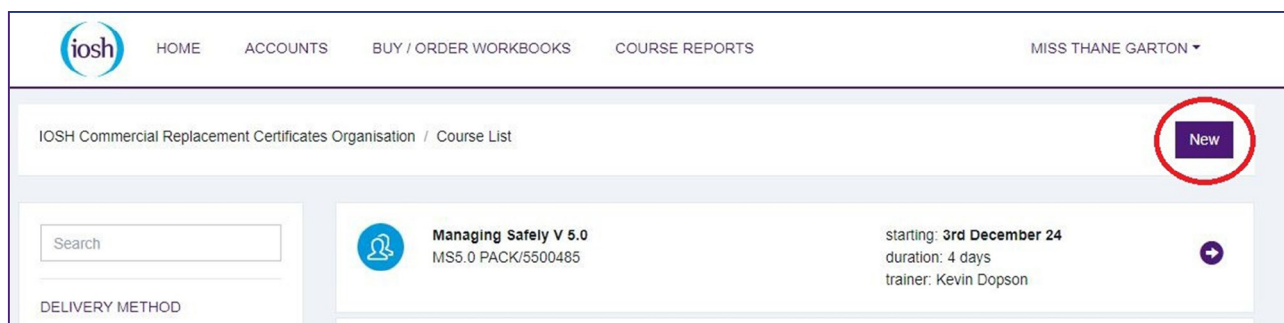 iosh
HOME
ACCOUNTS
BUY / ORDER WORKBOOKS
COURSE REPORTS
MISS THANE GARTON
IOSH Commercial Replacement Certificates Organisation / Course List
New
Search
DELIVERY METHOD
Managing Safely V 5.0
MS5.0 PACK/5500485
starting: 3rd December 24
duration: 4 days
trainer: Kevin Dopson